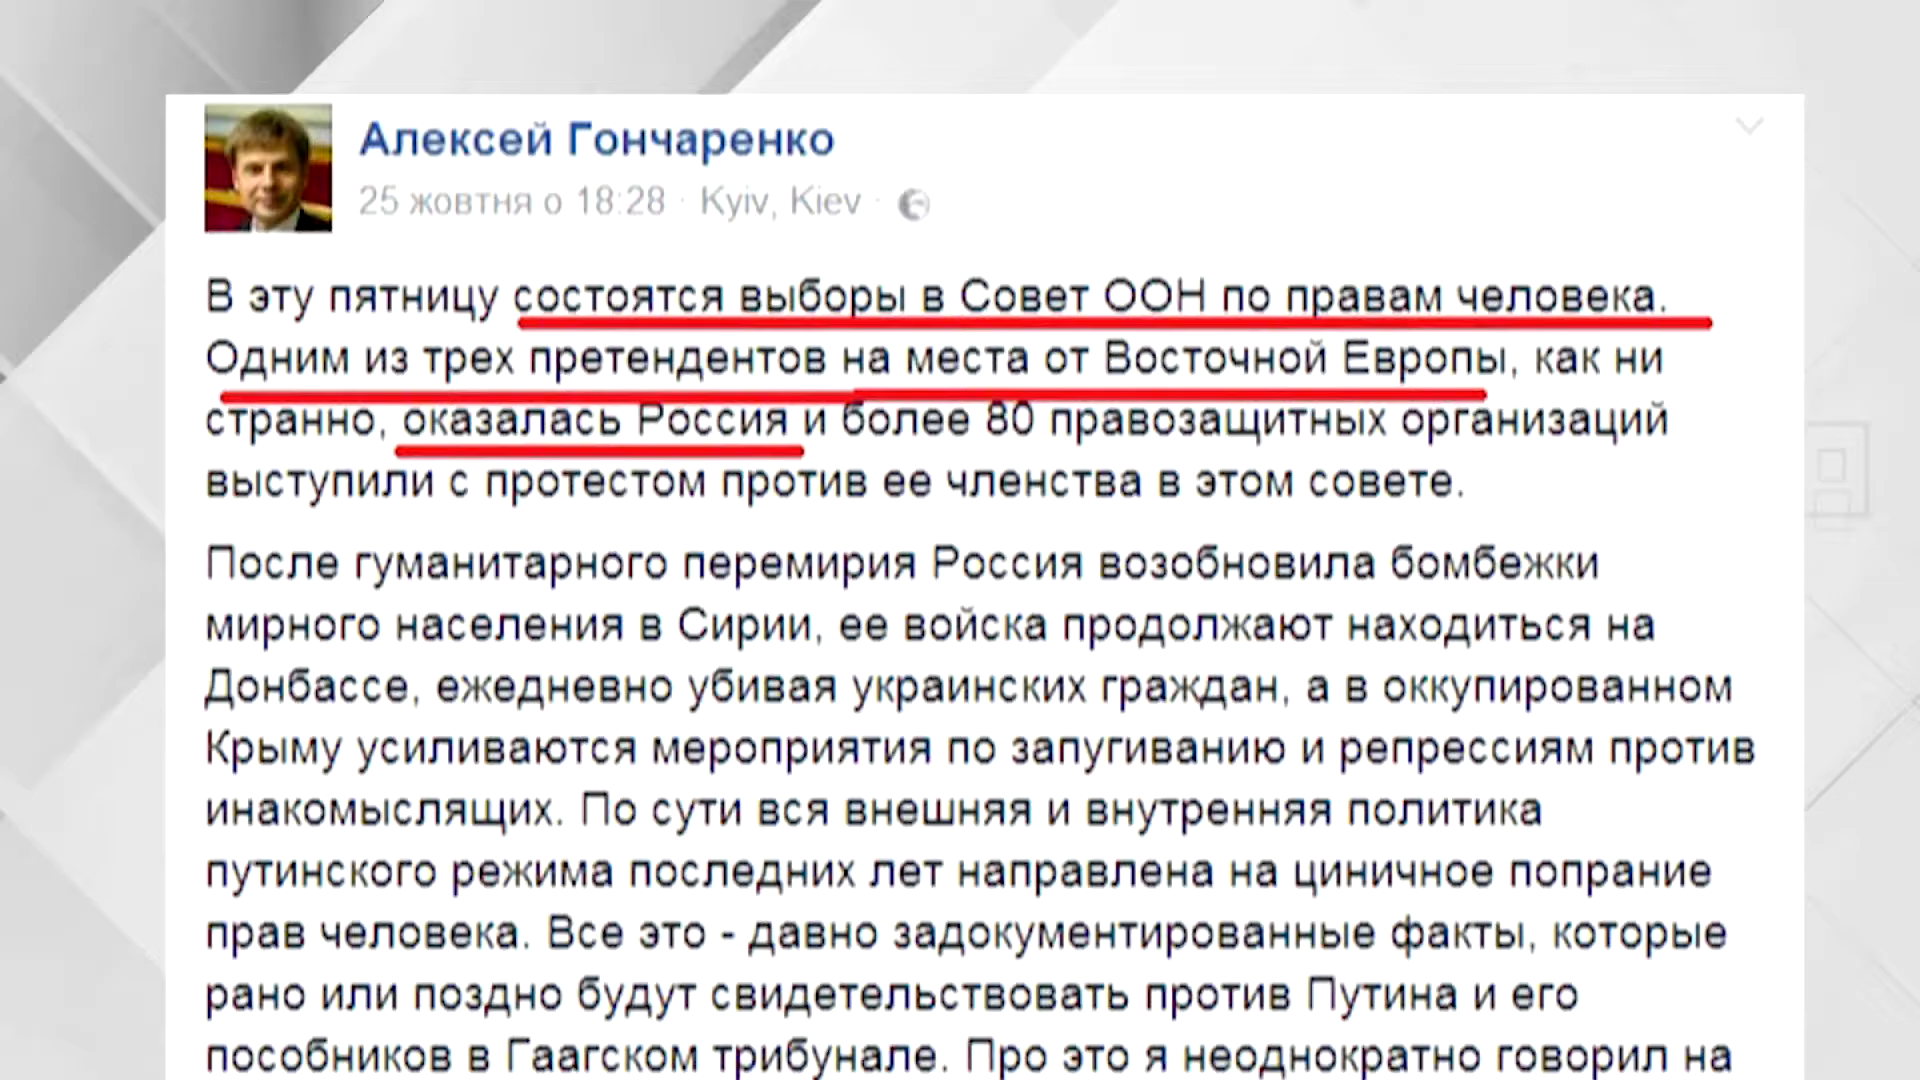 Алексей Гончаренко
25 жовтня о 18:28 · Kyiv, Kiev ·
В эту пятницу состоятся выборы в Совет ООН по правам человека.
Одним из трех претендентов на места от Восточной Европы, как ни
странно, оказалась Россия и более 80 правозащитных организаций
выступили с протестом против ее членства в этом совете.
После гуманитарного перемирия Россия возобновила бомбежки
мирного населения в Сирии, ее войска продолжают находиться на
Донбассе, ежедневно убивая украинских граждан, а в оккупированном
Крыму усиливаются мероприятия по запугиванию и репрессиям против
инакомыслящих. По сути вся внешняя и внутренняя политика
путинского режима последних лет направлена на циничное попрание
прав человека. Все это - давно задокументированные факты, которые
рано или поздно будут свидетельствовать против Путина и его
пособников в Гаагском трибунале. Про это я неоднократно говорил на